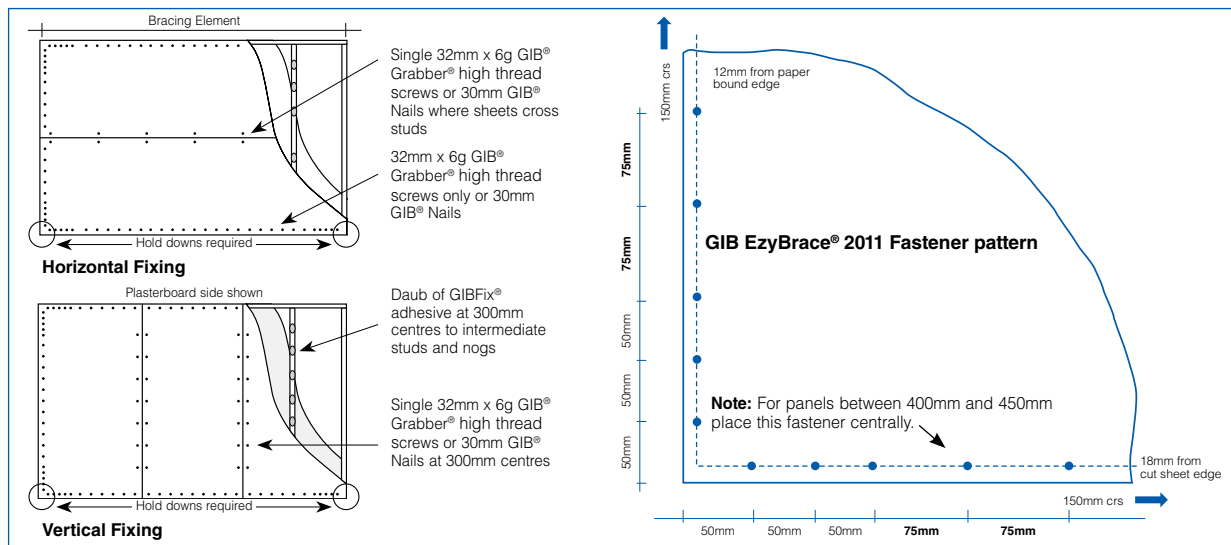 Bracing Element
Single 32mm x 6g GIB®
Grabber® high thread
screws or 30mm GIB®
Nails where sheets cross
studs
32mm x 6g GIB®
Grabber® high thread
screws only or 30mm
GIB® Nails
Hold downs required
Horizontal Fixing
Plasterboard side shown
Daub of GIBFix®
adhesive at 300mm
centres to intermediate
studs and nogs
Single 32mm x 6g GIB®
Grabber® high thread
screws or 30mm GIB®
Nails at 300mm centres
Hold downs required
Vertical Fixing
150mm crs
12mm from paper
bound edge
75mm
75mm
50mm
50mm
50mm
GIB EzyBrace® 2011 Fastener pattern
Note: For panels between 400mm and 450mm
place this fastener centrally.
18mm from
cut sheet edge
150mm crs
50mm
50mm
50mm
75mm
75mm